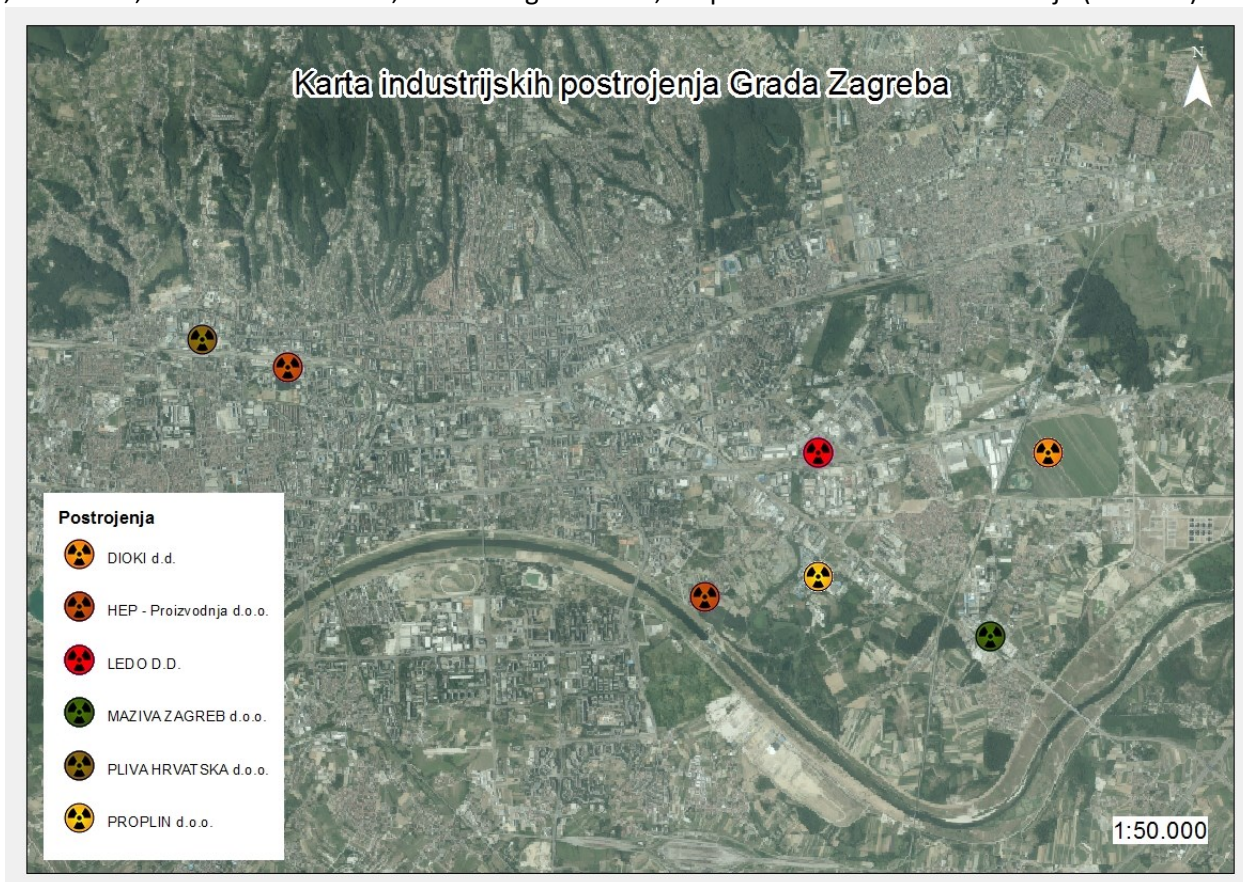 N
Karta industrijskih postrojenja Grada Zagreba
Postrojenja
DIOKI d.d.
HEP - Proizvodnja d.o.o.
LEDO D.D.
MAZIVA ZAGREB d.o.o.
PLIVA HRVATSKA d.o.o.
PROPLIN d.o.o.
1:50.000